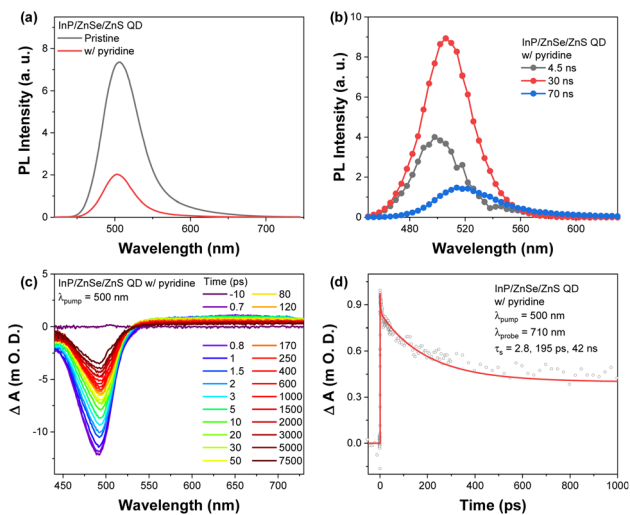 (a)
InP/ZnSe/ZnS QD
Pristine
w/ pyridine
8
6
4
2
0
500
600
700
PL Intensity (a. u.)
Wavelength (nm)
(b)
InP/ZnSe/ZnS QD
w/ pyridine
4.5 ns
30 ns
70 ns
10
8
6
4
2
0
480
520
560
600
PL Intensity (a. u.)
Wavelength (nm)
(c)
InP/ZnSe/ZnS QD w/ pyridine
λpump = 500 nm
Time (ps)
-10 80
0.7 120
0.8 170
1 250
1.5 400
2 600
3 1000
5 1500
10 2000
20 3000
30 5000
50 7500
5
0
-5
-10
450
500
550
600
650
700
Δ A (m O. D.)
Wavelength (nm)
(d)
InP/ZnSe/ZnS QD
w/ pyridine
λpump = 500 nm
λprobe = 710 nm
τs = 2.8, 195 ps, 42 ns
0.9
0.6
0.3
0.0
0
200
400
600
800
1000
Δ A (m O. D.)
Time (ps)